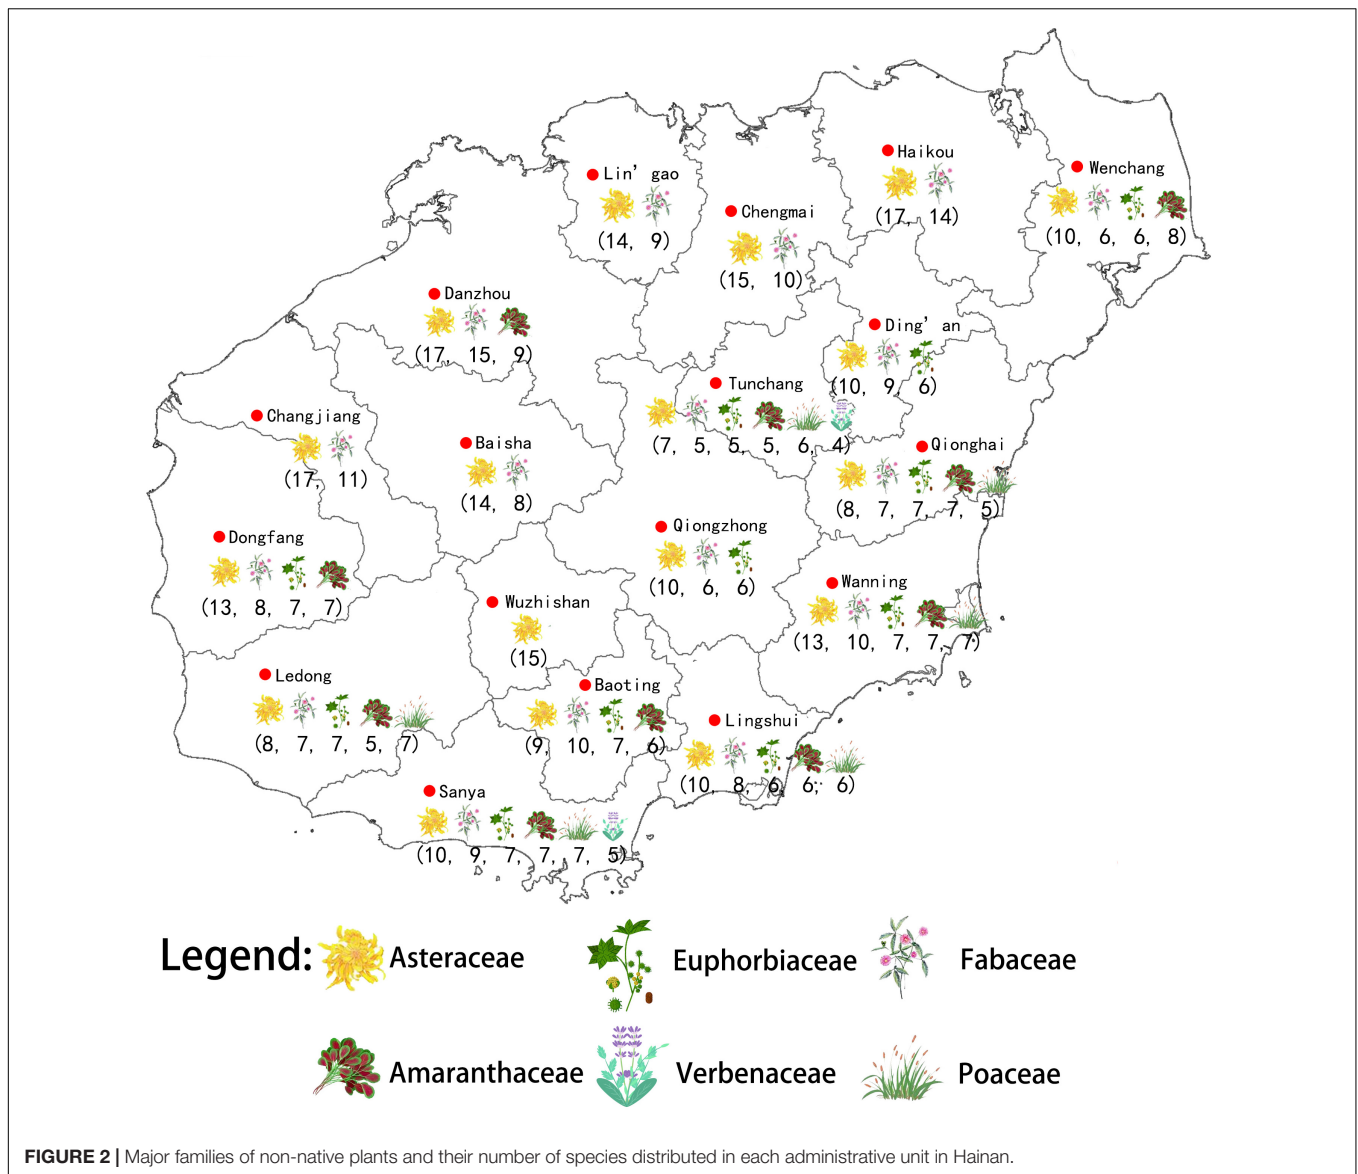 Haikou
(17, 14)
Wenchang
(10, 6, 6, 8)
Lin' gao
(14, 9)
Chengmai
(15, 10)
Danzhou
(17, 15, 9)
Ding' an
(10, 9, 6)
Tunchang
(7, 5, 5, 5, 6, 4)
Changjiang
(17, 11)
Baisha
(14, 8)
Qionghai
(8, 7, 7, 7, 5)
Dongfang
(13, 8, 7, 7)
Qiongzhong
(10, 6, 6)
Wanning
(13, 10, 7, 7, 7)
Wuzhishan
(15)
Ledong
(8, 7, 7, 5, 7)
Baoting
(9, 10, 7, 6)
Lingshui
(10, 8, 6, 6, 6)
Sanya
(10, 9, 7, 7, 7, 5)
Legend: Asteraceae Euphorbiaceae Fabaceae
Amaranthaceae Verbenaceae Poaceae
FIGURE 2 | Major families of non-native plants and their number of species distributed in each administrative unit in Hainan.